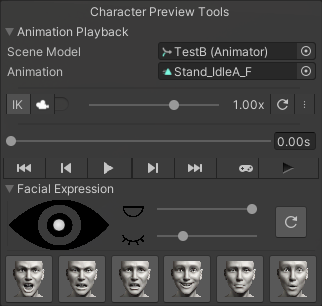 Character Preview Tools
Animation Playback
Scene Model TestB (Animator)
Animation Stand_IdleA_F
IK 1.00x
0.00s
Facial Expression